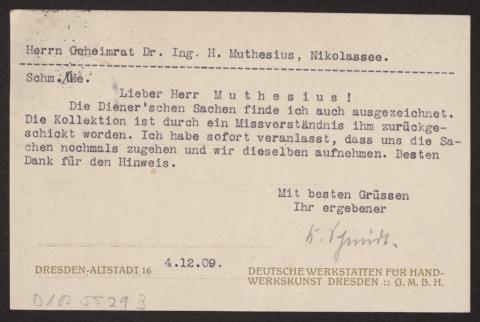 Herrn Geheimrat Dr. Ing. H. Muthesius, Nikolassee.
Lieber Herr Muthesius!
Die Diener'schen Sachen finde ich auch ausgezeichnet.
Die Kollektion ist durch ein Missverständnis ihm zurückge-
schickt worden. Ich habe sofort veranlasst, dass uns die Sa-
chen nochmals zugehen und wir dieselben aufnehmen. Besten
Dank für den Hinweis.
Mit besten Grüssen
Ihr ergebener
K. Schmidt.
DRESDEN-ALTSTADT 16 4.12.09. DEUTSCHE WERKSTÄTTEN FÜR HAND-
WERKSKUNST DRESDEN :: G. M. B. H.
D102 5529 B